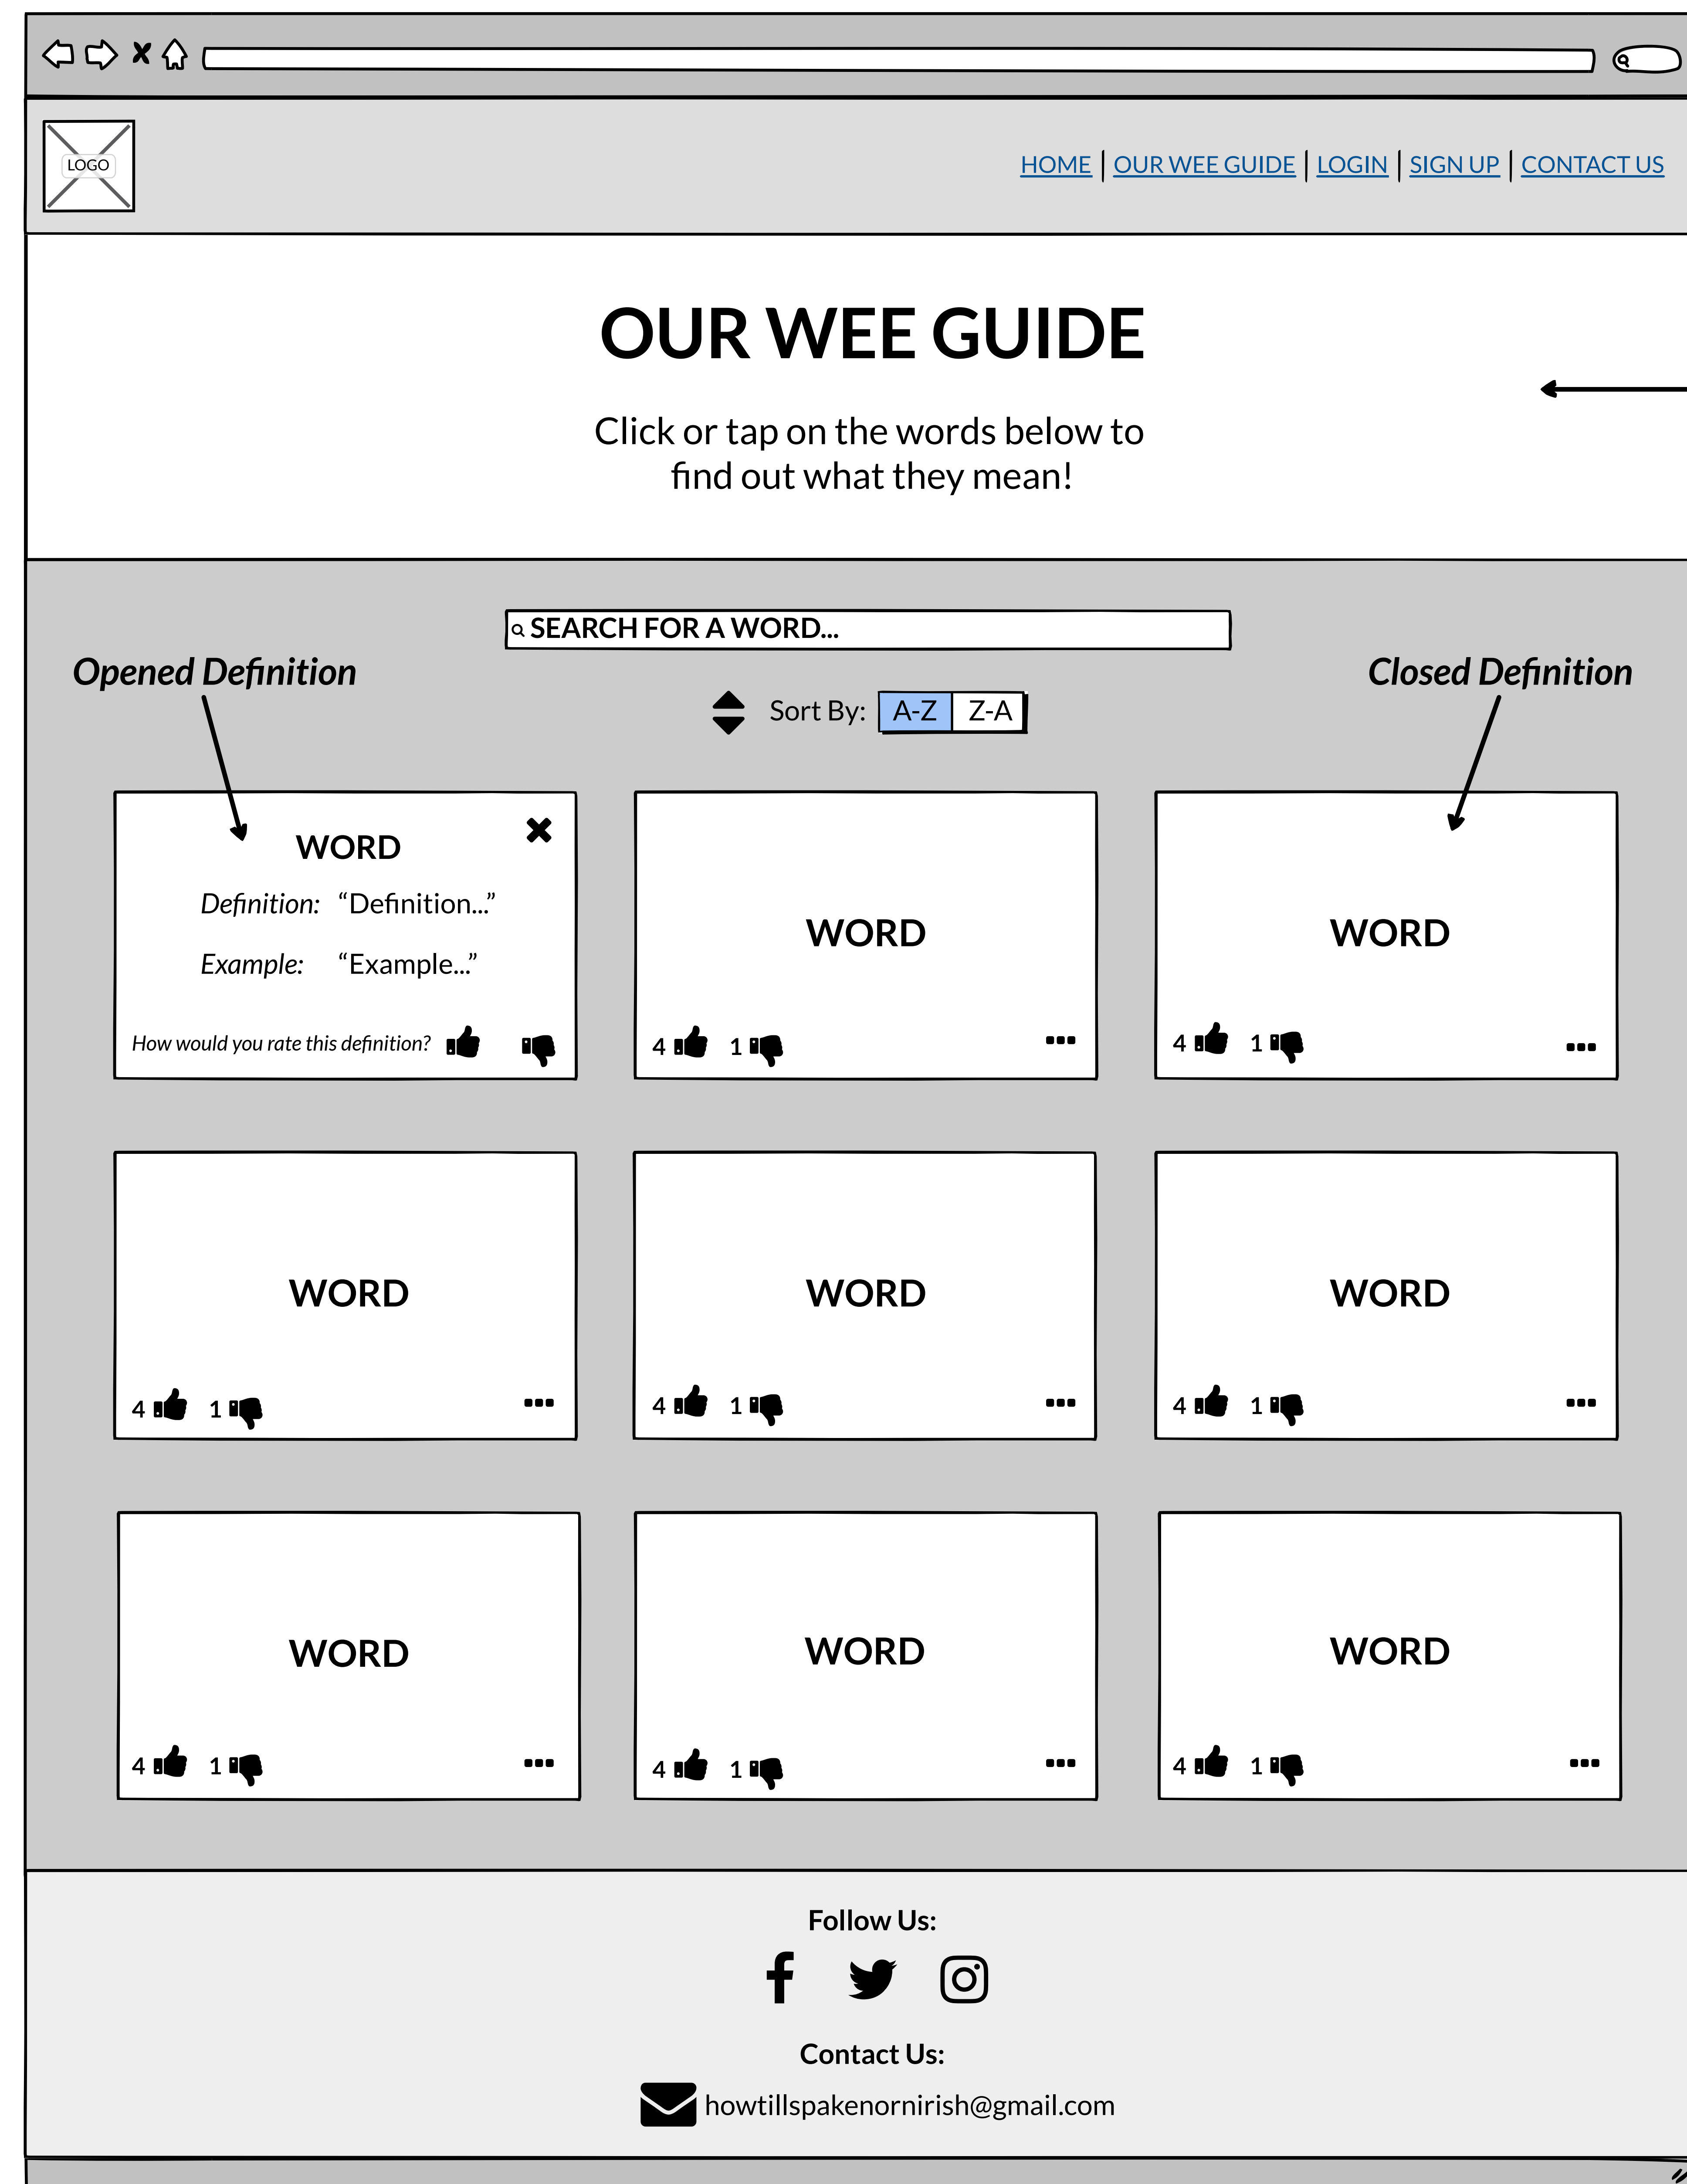 LOGO
HOME | OUR WEE GUIDE | LOGIN | SIGN UP | CONTACT US
OUR WEE GUIDE
Click or tap on the words below to
find out what they mean!
SEARCH FOR A WORD...
Opened Definition
Closed Definition
Sort By: A-Z Z-A
WORD
Definition: “Definition...”
Example: “Example...”
How would you rate this definition?
WORD
4 1
WORD
4 1
WORD
4 1
WORD
4 1
WORD
4 1
WORD
4 1
WORD
4 1
WORD
4 1
Follow Us:
Contact Us:
howtillspakenornirish@gmail.com